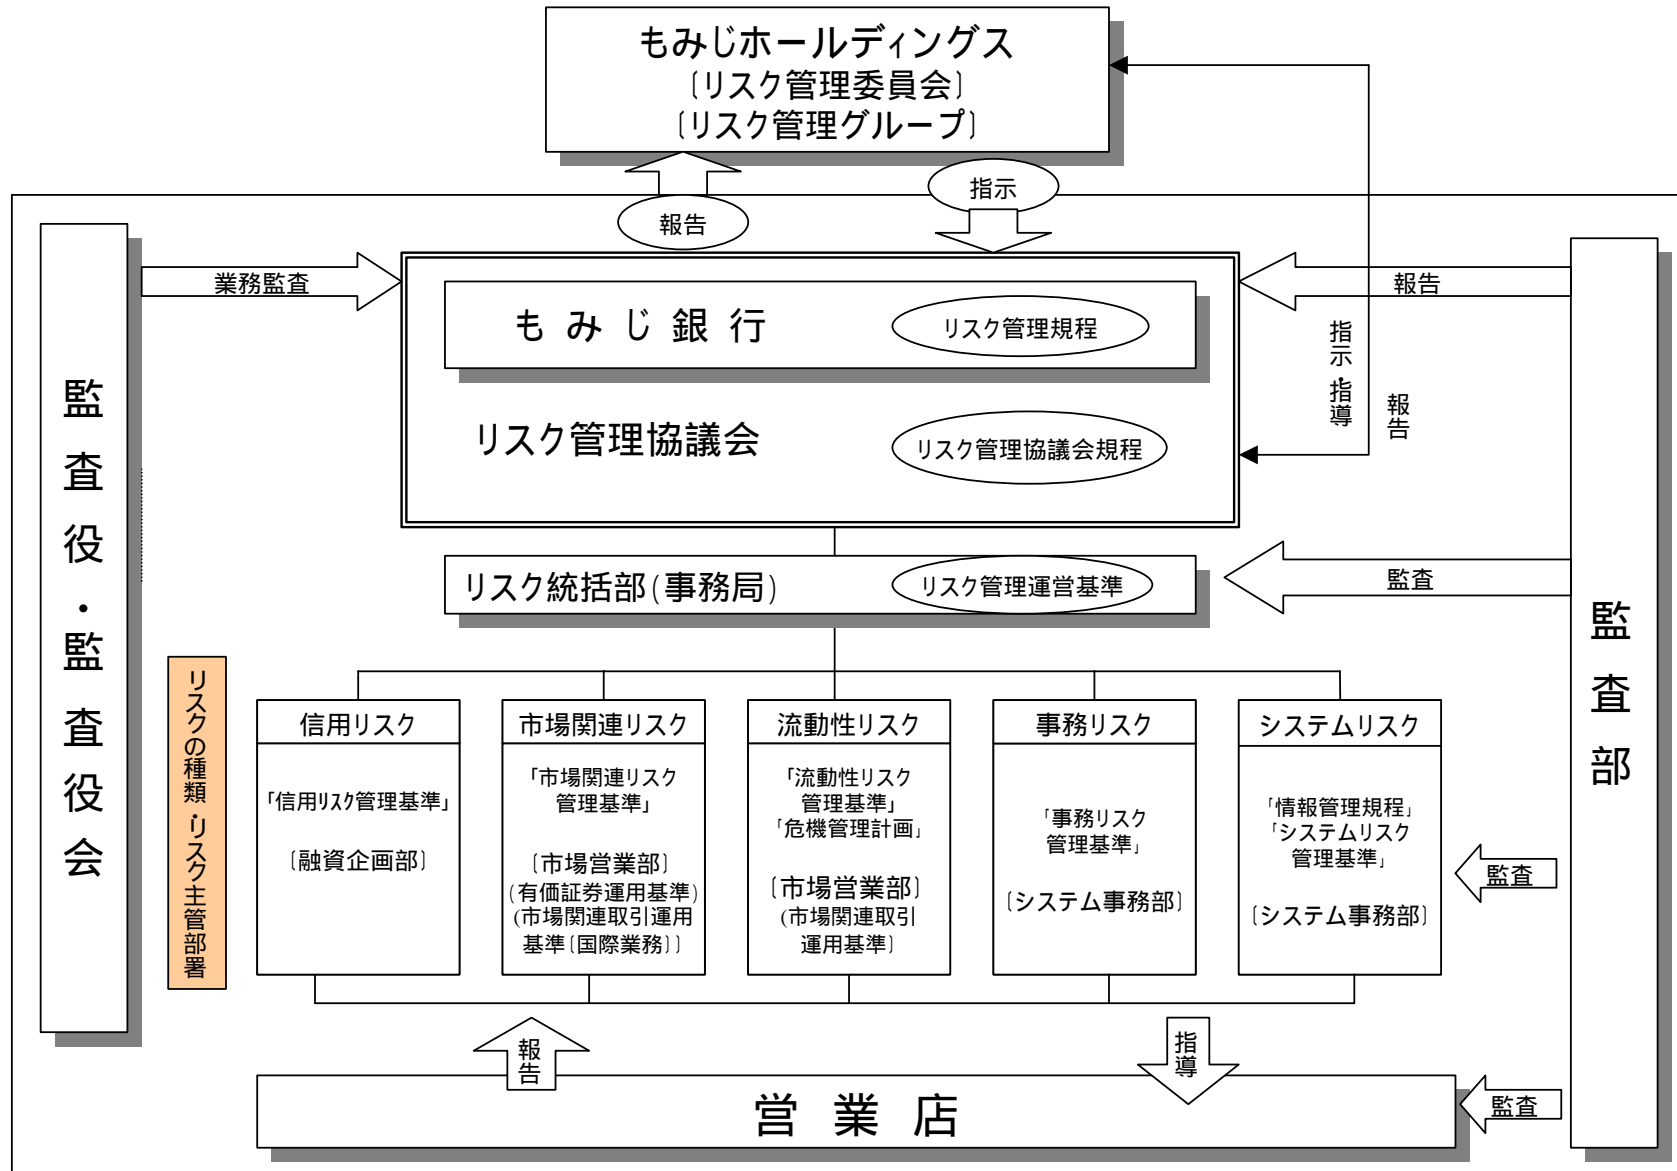 もみじホールディングス
〔リスク管理委員会〕
〔リスク管理グループ〕
報告
指示
業務監査
報告
もみじ銀行
リスク管理規程
指示・指導
報告
リスク管理協議会
リスク管理協議会規程
リスク統括部(事務局)
リスク管理運営基準
監査
監査役・監査役会
監査部
リスクの種類・リスク主管部署
信用リスク
「信用リスク管理基準」
〔融資企画部〕
市場関連リスク
「市場関連リスク
管理基準」
〔市場営業部〕
(有価証券運用基準)
(市場関連取引運用
基準〔国際業務〕)
流動性リスク
「流動性リスク
管理基準」
「危機管理計画」
〔市場営業部〕
(市場関連取引
運用基準〕
事務リスク
「事務リスク
管理基準」
〔システム事務部〕
システムリスク
「情報管理規程」
「システムリスク
管理基準」
〔システム事務部〕
監査
報告
指導
営業店
監査